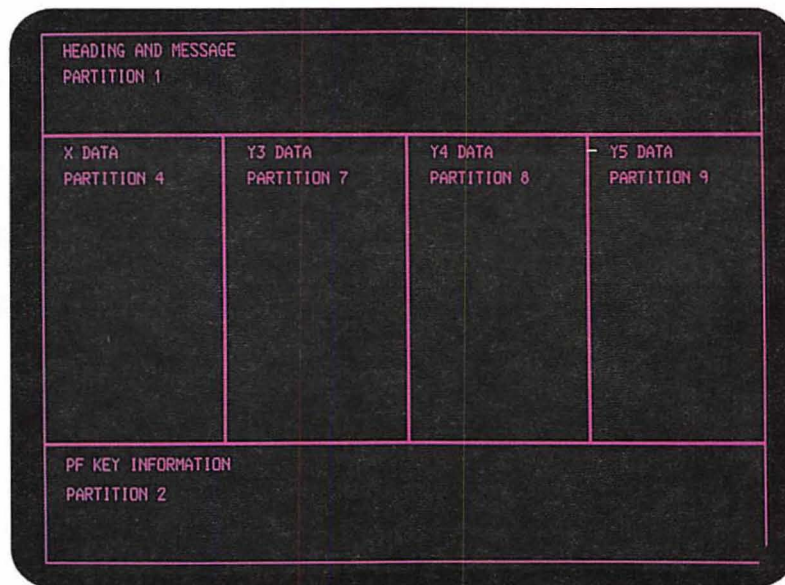 HEADING AND MESSAGE
PARTITION 1
X DATA
PARTITION 4
Y3 DATA
PARTITION 7
Y4 DATA
PARTITION 8
Y5 DATA
PARTITION 9
PF KEY INFORMATION
PARTITION 2